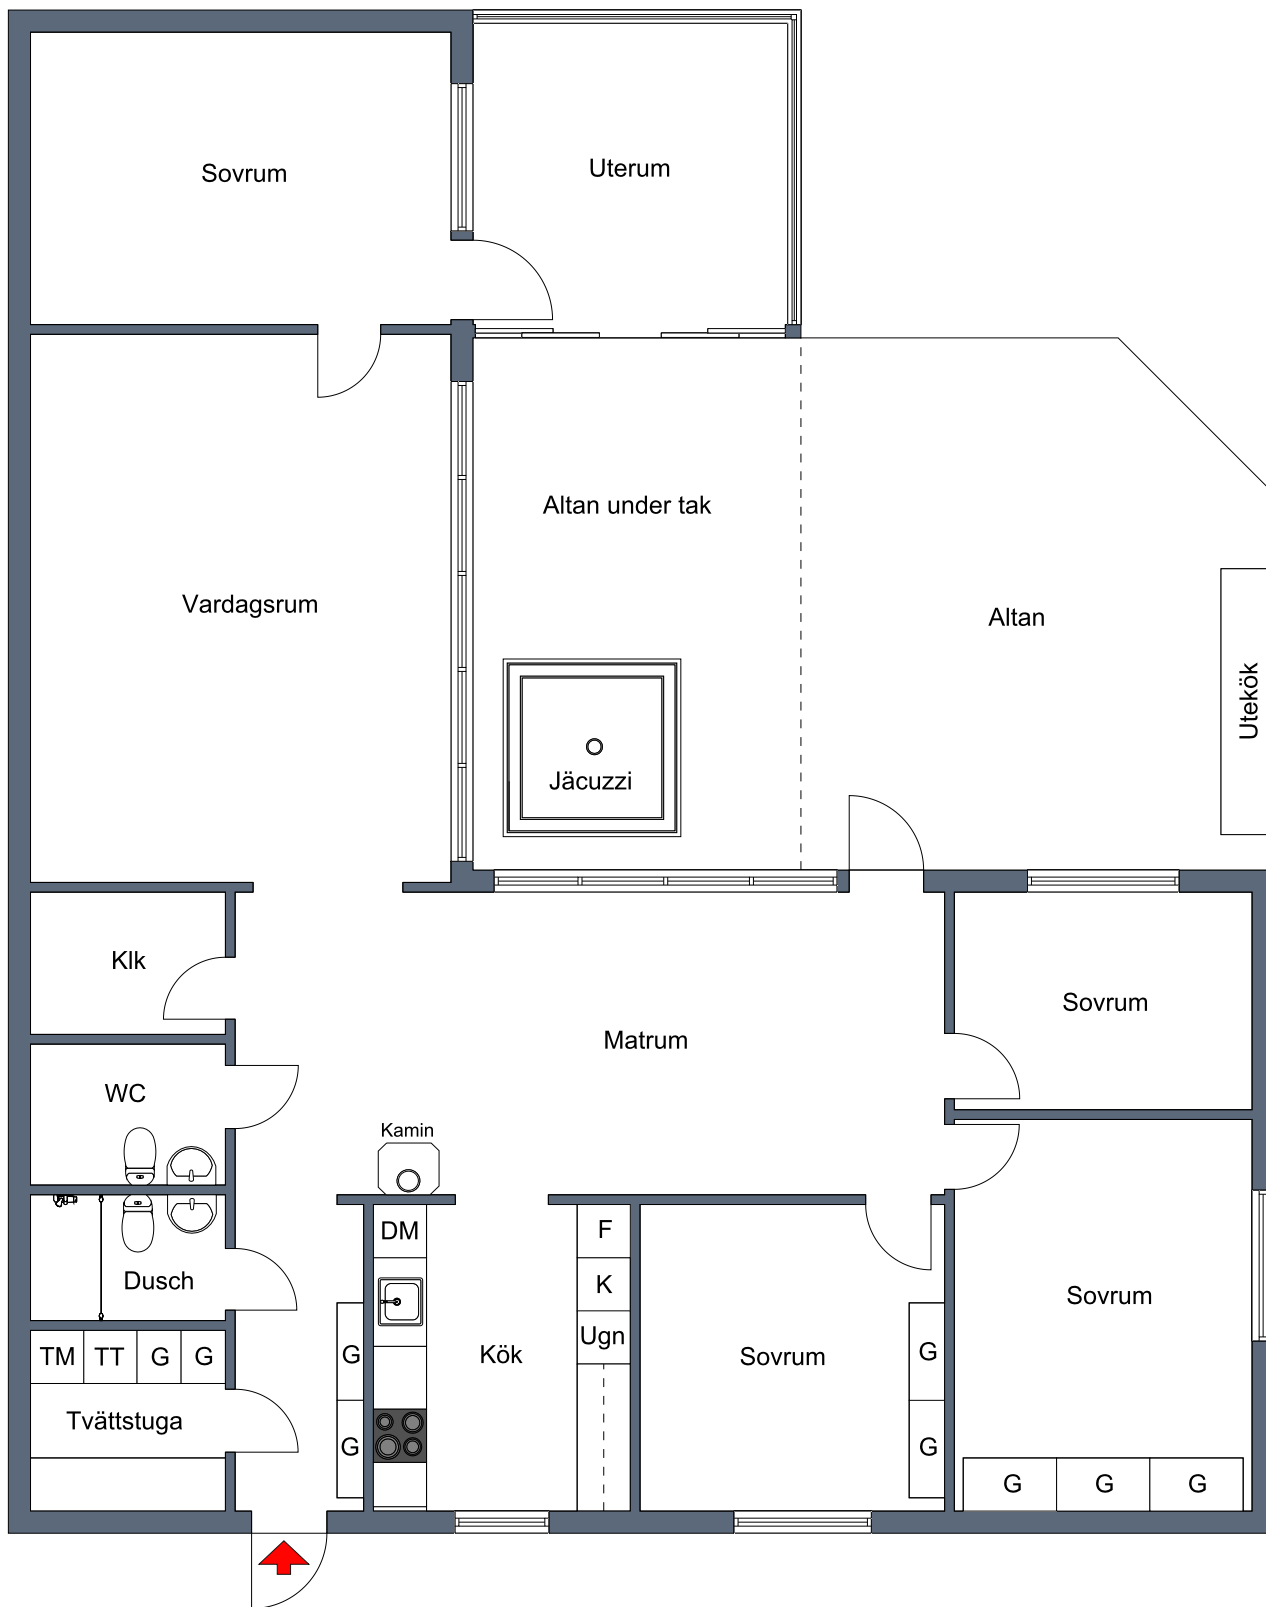 Sovrum
Uterum
Altan under tak
Vardagsrum
Altan
Utekök
Jäcuzzi
Klk
Sovrum
Matrum
WC
Kamin
DM
F
Dusch
K
Sovrum
Ugn
TM
TT
G
G
G
Kök
Sovrum
G
Tvättstuga
G
G
G
G
G